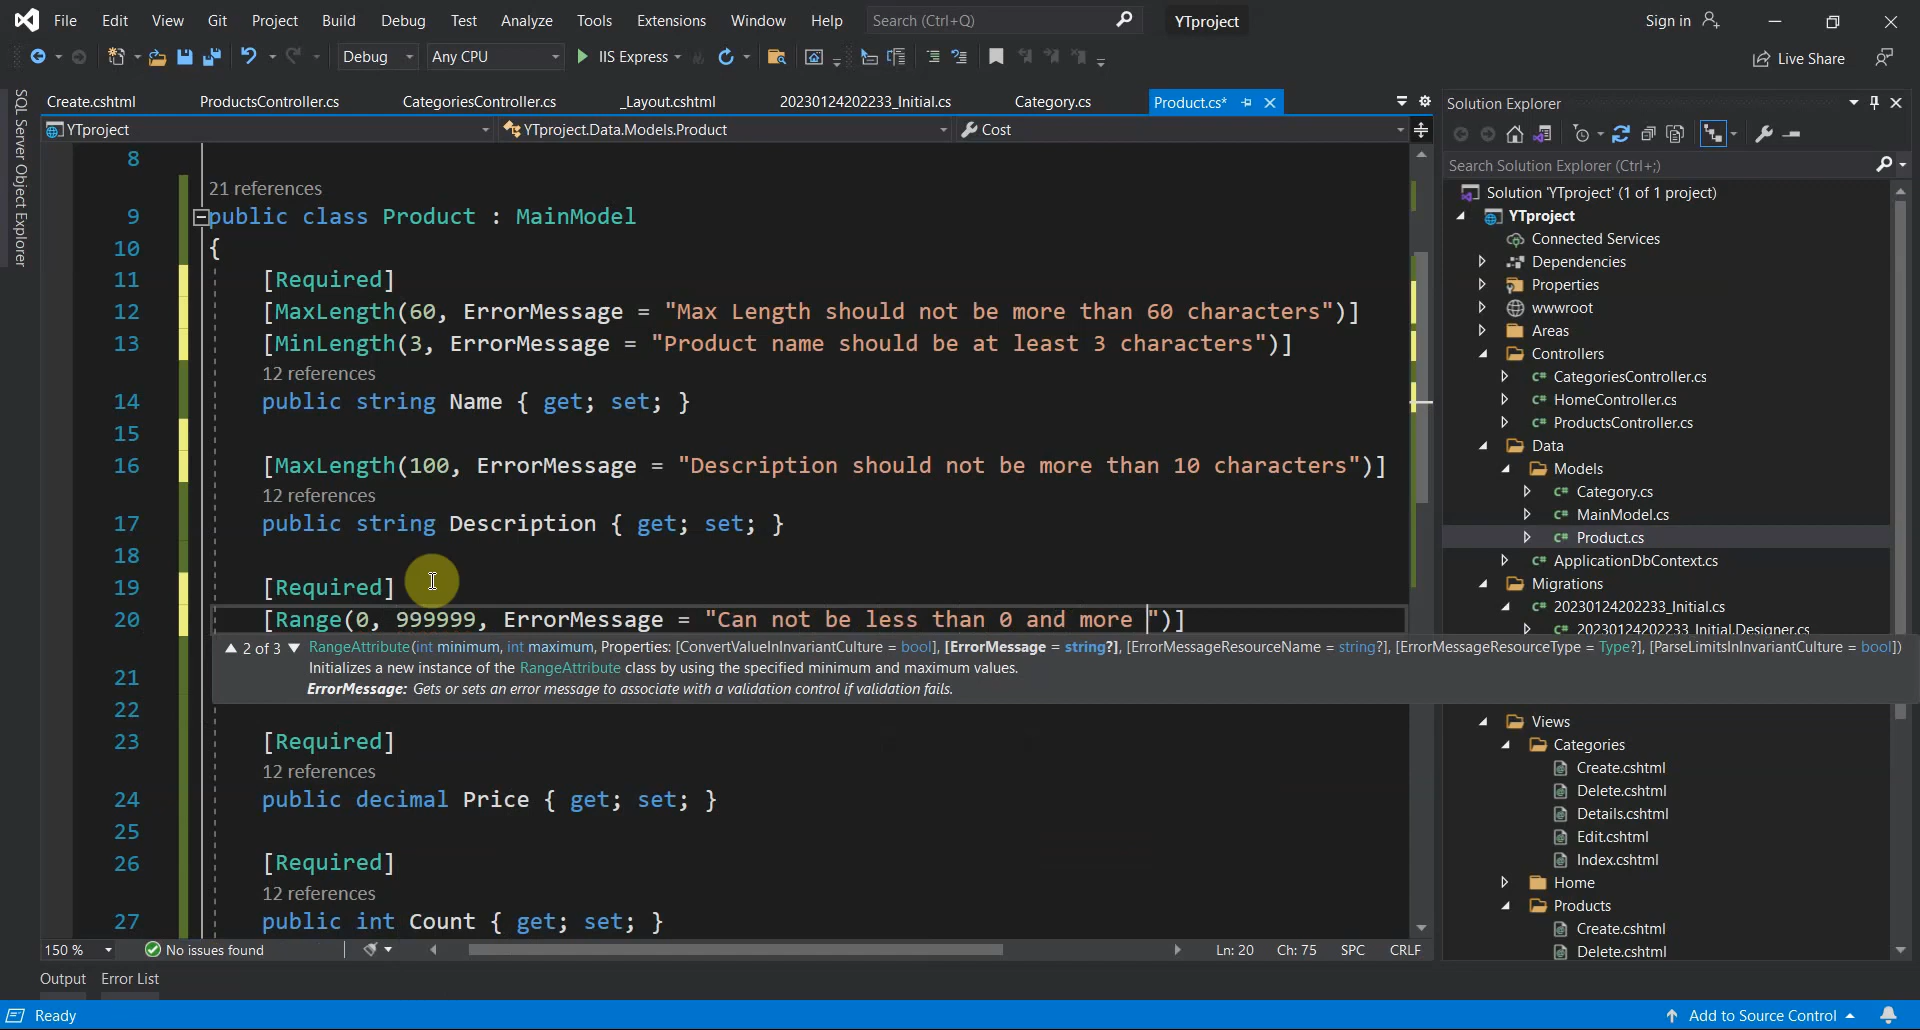 File Edit View Git Project Build Debug Test Analyze Tools Extensions Window Help Search (Ctrl+Q) YTproject Sign in
Debug Any CPU IIS Express Live Share
SQL Server Object Explorer
Create.cshtml ProductsController.cs CategoriesController.cs _Layout.cshtml 20230124202233_Initial.cs Category.cs Product.cs*
YTproject YTproject.Data.Models.Product Cost
8
21 references
9 public class Product : MainModel
10 {
11 [Required]
12 [MaxLength(60, ErrorMessage = "Max Length should not be more than 60 characters")]
13 [MinLength(3, ErrorMessage = "Product name should be at least 3 characters")]
12 references
14 public string Name { get; set; }
15
16 [MaxLength(100, ErrorMessage = "Description should not be more than 10 characters")]
12 references
17 public string Description { get; set; }
18
19 [Required]
20 [Range(0, 999999, ErrorMessage = "Can not be less than 0 and more ")]
▲ 2 of 3 ▼ RangeAttribute(int minimum, int maximum, Properties: [ConvertValueInInvariantCulture = bool], [ErrorMessage = string?], [ErrorMessageResourceName = string?], [ErrorMessageResourceType = Type?], [ParseLimitsInInvariantCulture = bool])
Initializes a new instance of the RangeAttribute class by using the specified minimum and maximum values.
ErrorMessage: Gets or sets an error message to associate with a validation control if validation fails.
21
22
23 [Required]
12 references
24 public decimal Price { get; set; }
25
26 [Required]
12 references
27 public int Count { get; set; }
150 % No issues found Ln: 20 Ch: 75 SPC CRLF
Output Error List
Ready Add to Source Control
Solution Explorer
Search Solution Explorer (Ctrl+;)
Solution 'YTproject' (1 of 1 project)
YTproject
Connected Services
Dependencies
Properties
wwwroot
Areas
Controllers
C# CategoriesController.cs
C# HomeController.cs
C# ProductsController.cs
Data
Models
C# Category.cs
C# MainModel.cs
C# Product.cs
C# ApplicationDbContext.cs
Migrations
C# 20230124202233_Initial.cs
C# 20230124202233_Initial.Designer.cs
Views
Categories
Create.cshtml
Delete.cshtml
Details.cshtml
Edit.cshtml
Index.cshtml
Home
Products
Create.cshtml
Delete.cshtml